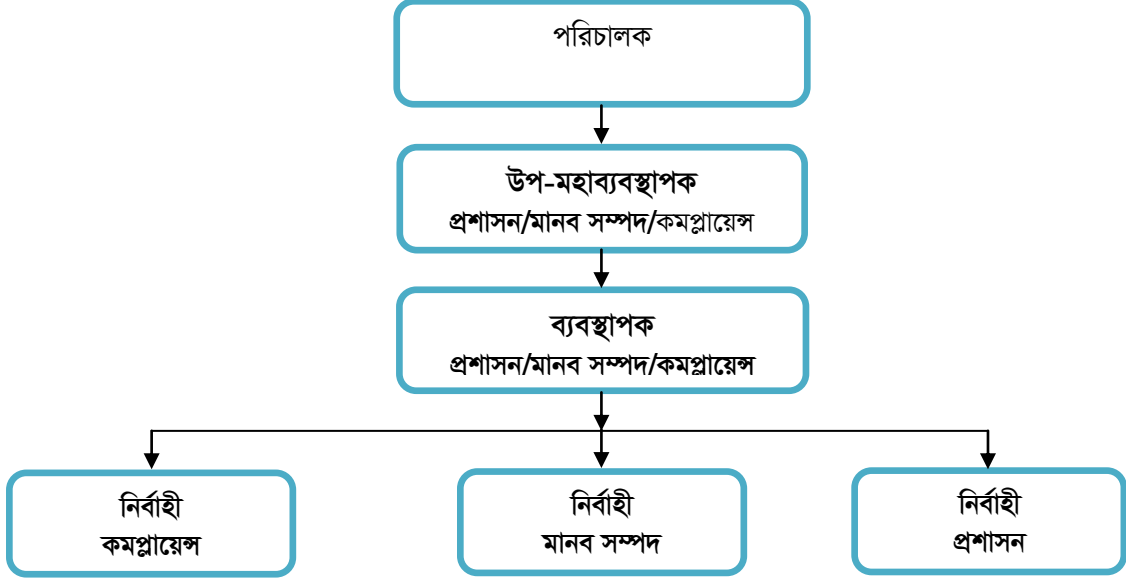 পরিচালক
উপ-মহাব্যবস্থাপক
প্রশাসন/মানব সম্পদ/কমপ্লায়েন্স
ব্যবস্থাপক
প্রশাসন/মানব সম্পদ/কমপ্লায়েন্স
নির্বাহী
কমপ্লায়েন্স
নির্বাহী
মানব সম্পদ
নির্বাহী
প্রশাসন